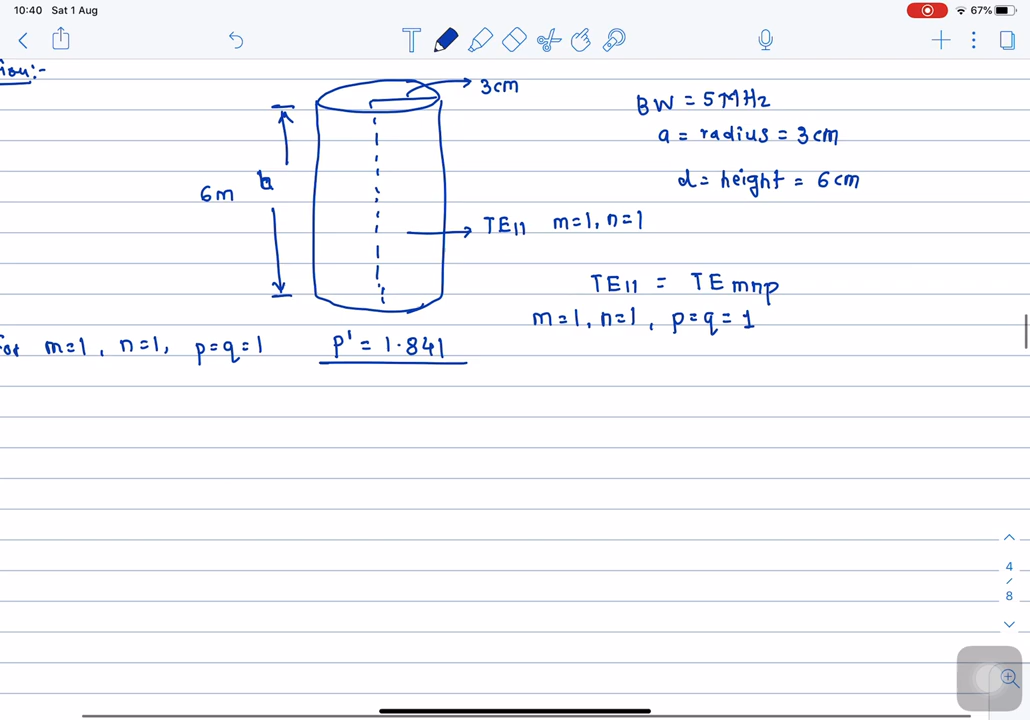 10:40 Sat 1 Aug
67%
ion:-
3cm
BW = 5MHz
a = radius = 3cm
d = height = 6cm
6m
TE11 m=1, n=1
TE11 = TEmnp
m=1, n=1, p=q=1
For m=1, n=1, p=q=1 P' = 1.841
4
/
8